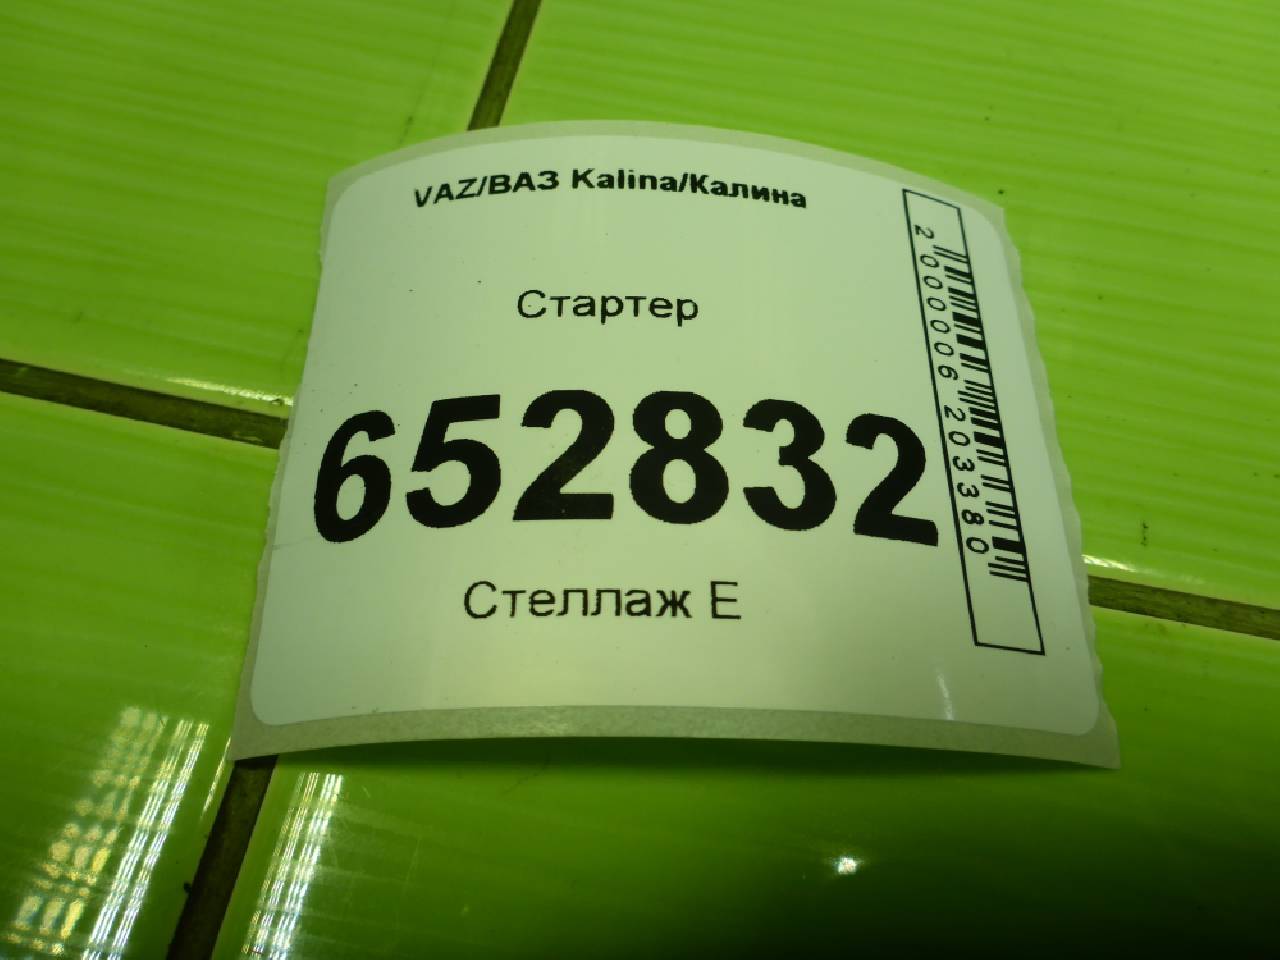 VAZ/ВАЗ Kalina/Калина
Стартер
652832
Стеллаж Е
2000006203380